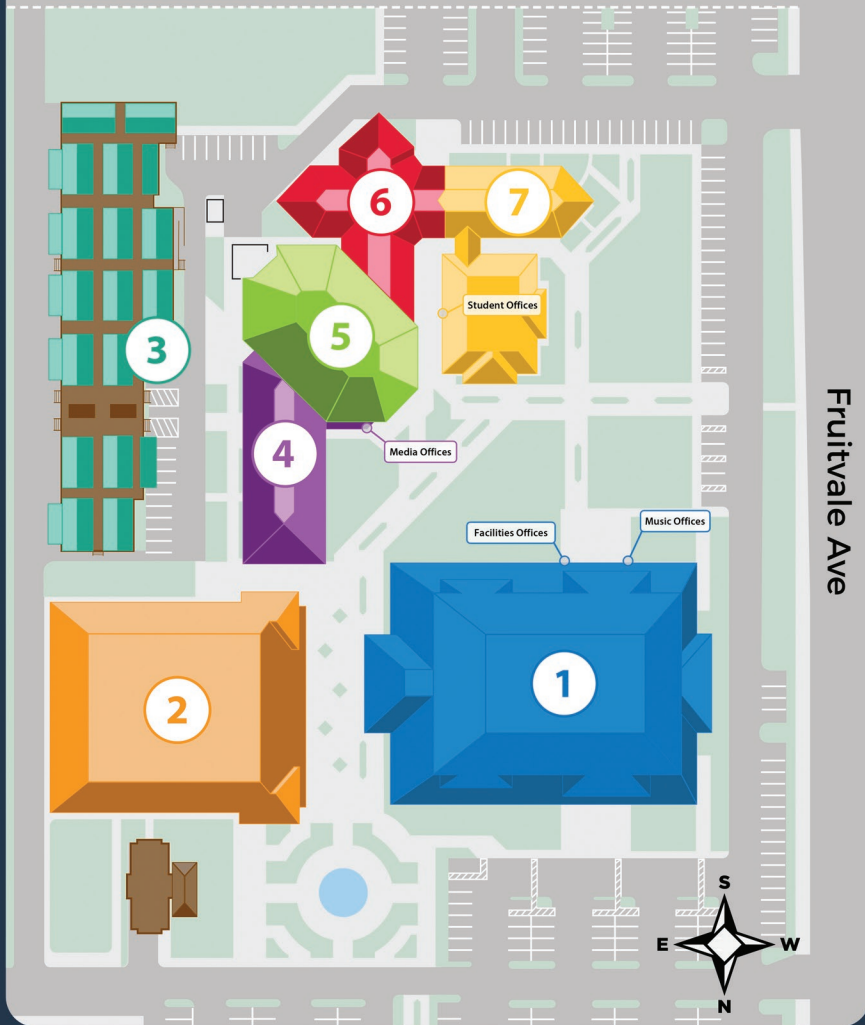 6
7
Student Offices
5
3
Fruitvale Ave
4
Media Offices
Music Offices
Facilities Offices
1
2
S
E
W
N